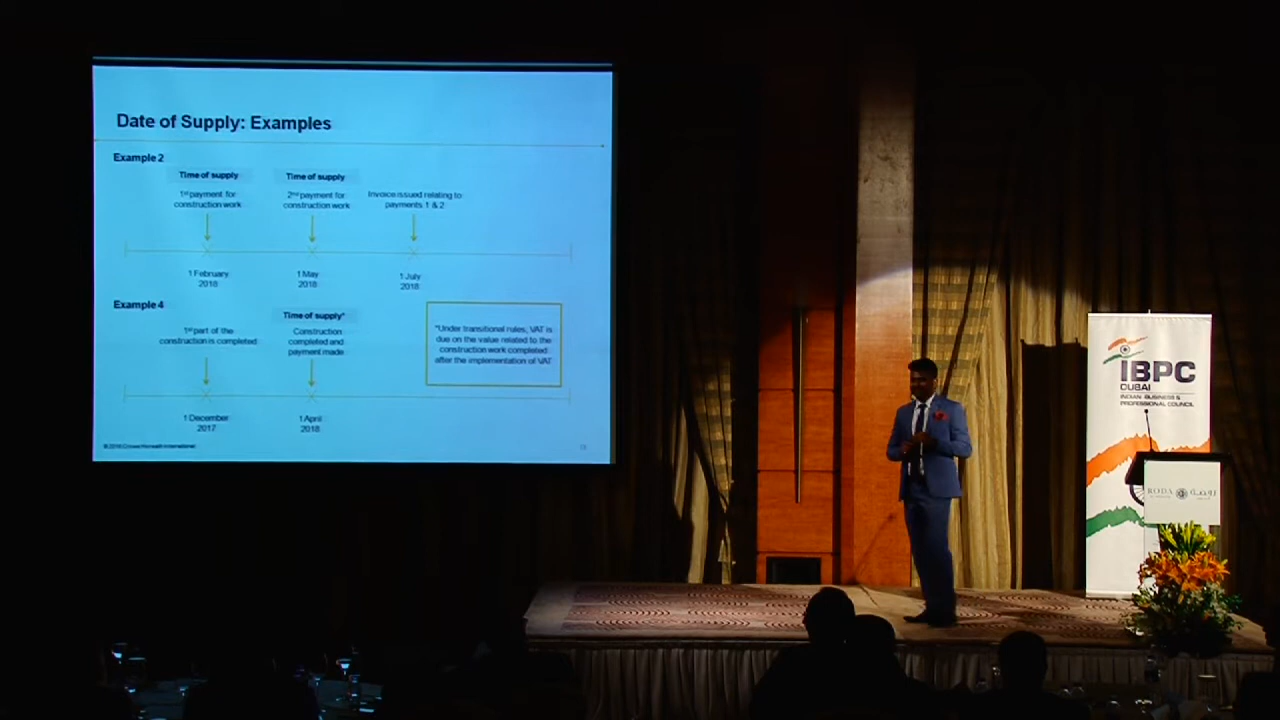 Date of Supply: Examples
Example 2
Time of supply
Time of supply
1st payment for
construction work
2nd payment for
construction work
Invoice issued relating to
payments 1 & 2
1 February
2018
1 May
2018
1 July
2018
Example 4
Time of supply*
1st part of the
construction is completed
Construction
completed and
payment made
*Under transitional rules, VAT is
due on the value related to the
construction work completed
after the implementation of VAT
1 December
2017
1 April
2018
Crowe Horwath International
IBPC
DUBAI
INDIAN BUSINESS &
PROFESSIONAL COUNCIL
RODA